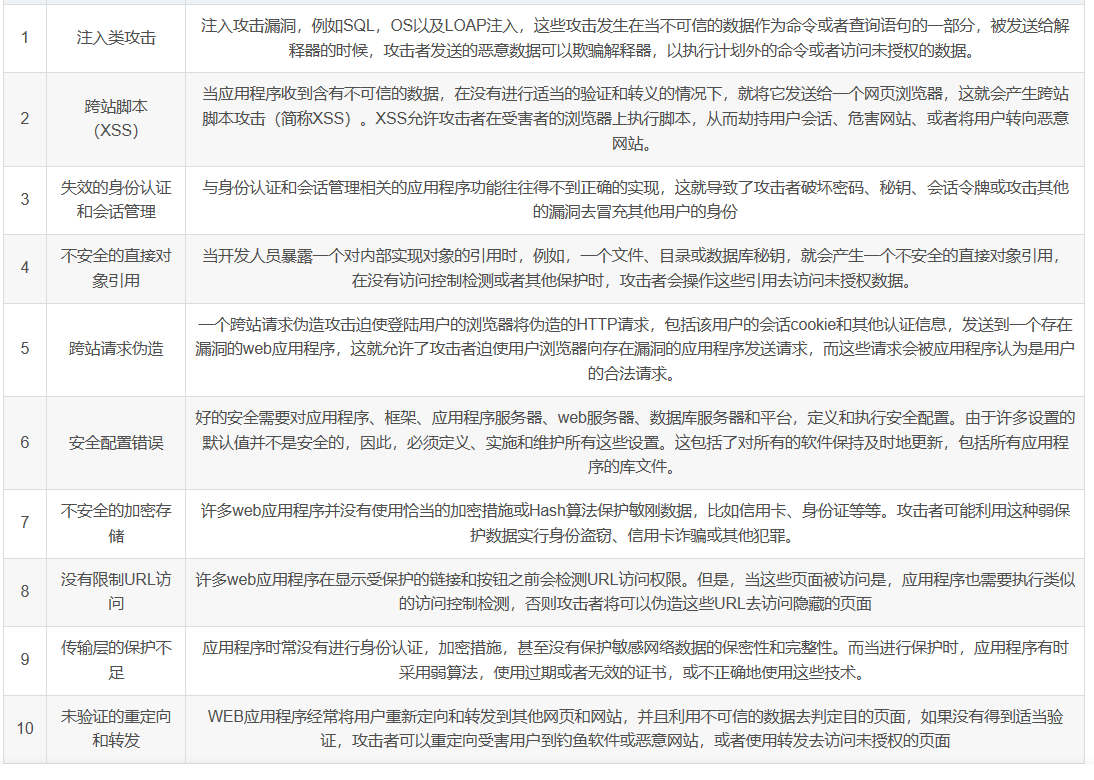 1
注入类攻击
注入攻击漏洞，例如SQL，OS以及LOAP注入，这些攻击发生在当不可信的数据作为命令或者查询语句的一部分，被发送给解
释器的时候，攻击者发送的恶意数据可以欺骗解释器，以执行计划外的命令或者访问未授权的数据。
2
跨站脚本
（XSS）
当应用程序收到含有不可信的数据，在没有进行适当的验证和转义的情况下，就将它发送给一个网页浏览器，这就会产生跨站
脚本攻击（简称XSS）。XSS允许攻击者在受害者的浏览器上执行脚本，从而劫持用户会话、危害网站、或者将用户转向恶意
网站。
3
失效的身份认证
和会话管理
与身份认证和会话管理相关的应用程序功能往往得不到正确的实现，这就导致了攻击者破坏密码、秘钥、会话令牌或攻击其他
的漏洞去冒充其他用户的身份
4
不安全的直接对
象引用
当开发人员暴露一个对内部实现对象的引用时，例如，一个文件、目录或数据库秘钥，就会产生一个不安全的直接对象引用，
在没有访问控制检测或者其他保护时，攻击者会操作这些引用去访问未授权数据。
5
跨站请求伪造
一个跨站请求伪造攻击迫使登陆用户的浏览器将伪造的HTTP请求，包括该用户的会话cookie和其他认证信息，发送到一个存在
漏洞的web应用程序，这就允许了攻击者迫使用户浏览器向存在漏洞的应用程序发送请求，而这些请求会被应用程序认为是用户
的合法请求。
6
安全配置错误
好的安全需要对应用程序、框架、应用程序服务器、web服务器、数据库服务器和平台，定义和执行安全配置。由于许多设置的
默认值并不是安全的，因此，必须定义、实施和维护所有这些设置。这包括了对所有的软件保持及时地更新，包括所有应用程
序的库文件。
7
不安全的加密存
储
许多web应用程序并没有使用恰当的加密措施或Hash算法保护敏刚数据，比如信用卡、身份证等等。攻击者可能利用这种弱保
护数据实行身份盗窃、信用卡诈骗或其他犯罪。
8
没有限制URL访
问
许多web应用程序在显示受保护的链接和按钮之前会检测URL访问权限。但是，当这些页面被访问是，应用程序也需要执行类似
的访问控制检测，否则攻击者将可以伪造这些URL去访问隐藏的页面
9
传输层的保护不
足
应用程序时常没有进行身份认证，加密措施，甚至没有保护敏感网络数据的保密性和完整性。而当进行保护时，应用程序有时
采用弱算法，使用过期或者无效的证书，或不正确地使用这些技术。
10
未验证的重定向
和转发
WEB应用程序经常将用户重新定向和转发到其他网页和网站，并且利用不可信的数据去判定目的页面，如果没有得到适当验
证，攻击者可以重定向受害用户到钓鱼软件或恶意网站，或者使用转发去访问未授权的页面